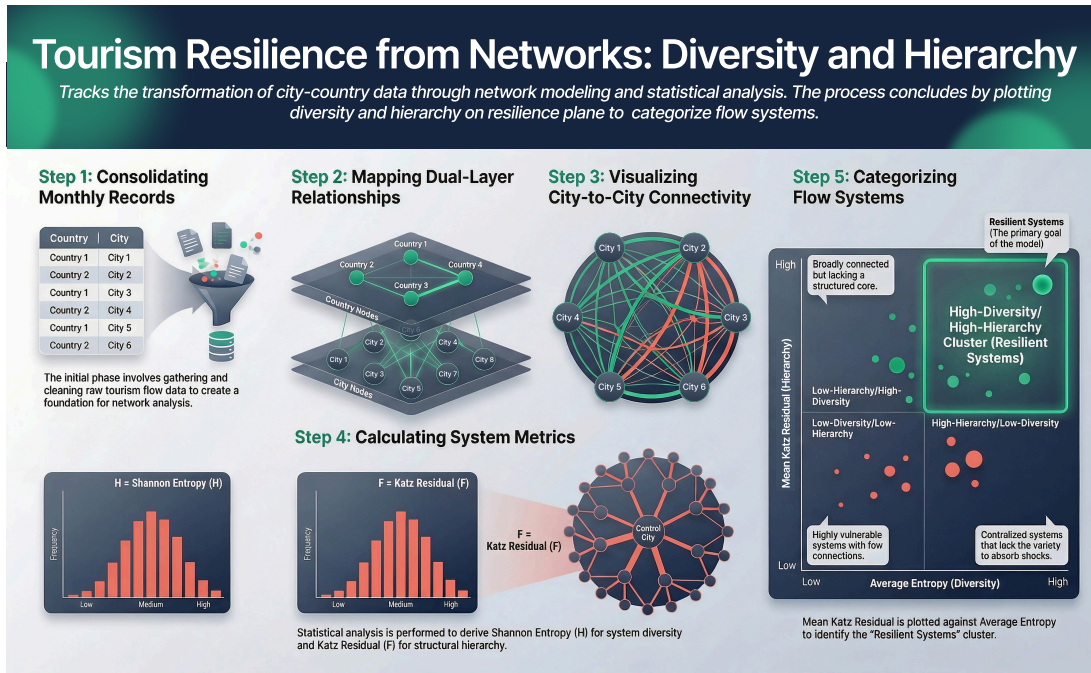 Tourism Resilience from Networks: Diversity and Hierarchy
Tracks the transformation of city-country data through network modeling and statistical analysis. The process concludes by plotting
diversity and hierarchy on resilience plane to categorize flow systems.
Step 1: Consolidating
Monthly Records
Country | City
Country 1 City 1
Country 2 City 2
Country 1 City 3
Country 2 City 4
Country 1 City 5
Country 2 City 6
The initial phase involves gathering and
cleaning raw tourism flow data to create a
foundation for network analysis.
Step 2: Mapping Dual-Layer
Relationships
Country 1
Country 2
Country 4
Country 3
Country Nodes
City 6
City 2
City 4
City 1
City 8
City 3
City 7
City 5
City Nodes
Step 3: Visualizing
City-to-City Connectivity
City 1
City 2
City 4
City 3
City 5
City 6
Step 4: Calculating System Metrics
H = Shannon Entropy (H)
Frequency
Low
Medium
High
F = Katz Residual (F)
Frequency
Low
Medium
High
F =
Katz Residual (F)
Control
City
Statistical analysis is performed to derive Shannon Entropy (H) for system diversity
and Katz Residual (F) for structural hierarchy.
Step 5: Categorizing
Flow Systems
Resilient Systems
(The primary goal
of the model)
High
Broadly connected
but lacking a
structured core.
High-Diversity/
High-Hierarchy
Cluster (Resilient
Systems)
Mean Katz Residual (Hierarchy)
Low-Hierarchy/High-
Diversity
Low-Diversity/Low-
Hierarchy
High-Hierarchy/Low-Diversity
Highly vulnerable
systems with few
connections.
Contralized systems
that lack the variety
to absorb shocks.
Low
Low
Average Entropy (Diversity)
High
Mean Katz Residual is plotted against Average Entropy
to identify the “Resilient Systems” cluster.